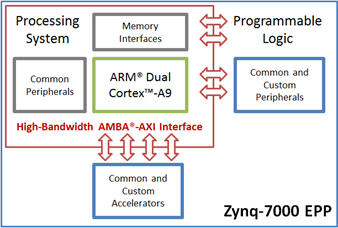 Processing
System
Memory
Interfaces
Programmable
Logic
Common
Peripherals
ARM® Dual
Cortex™-A9
Common and
Custom
Peripherals
High-Bandwidth AMBA®-AXI Interface
Common and
Custom
Accelerators
Zynq-7000 EPP